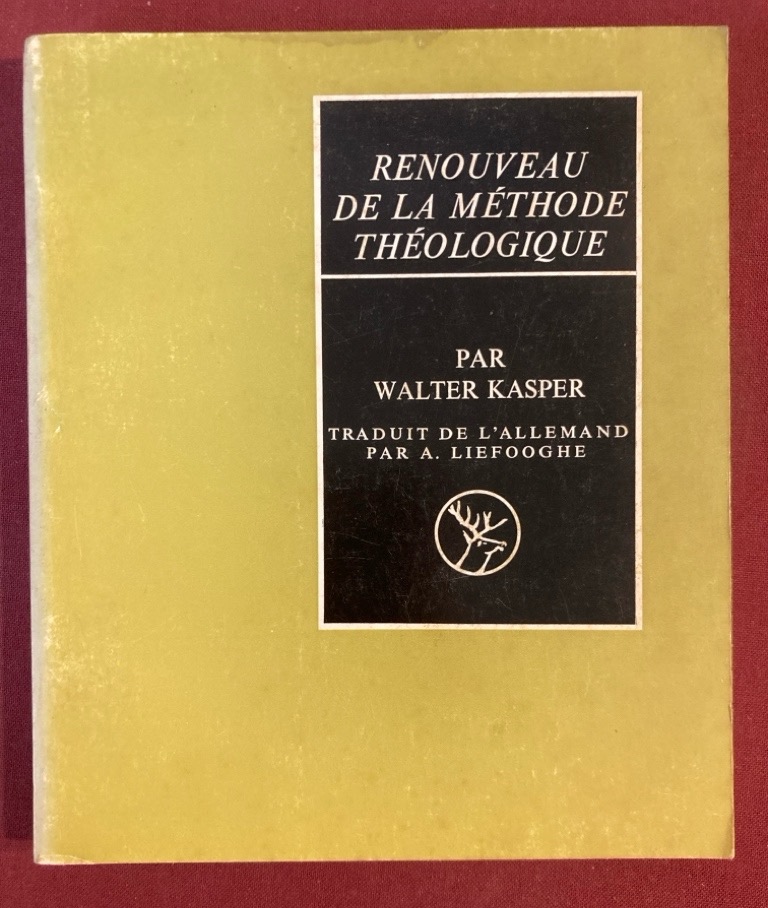 RENOUVEAU
DE LA MÉTHODE
THÉOLOGIQUE
PAR
WALTER KASPER
TRADUIT DE L'ALLEMAND
PAR A. LIEFOOGHE